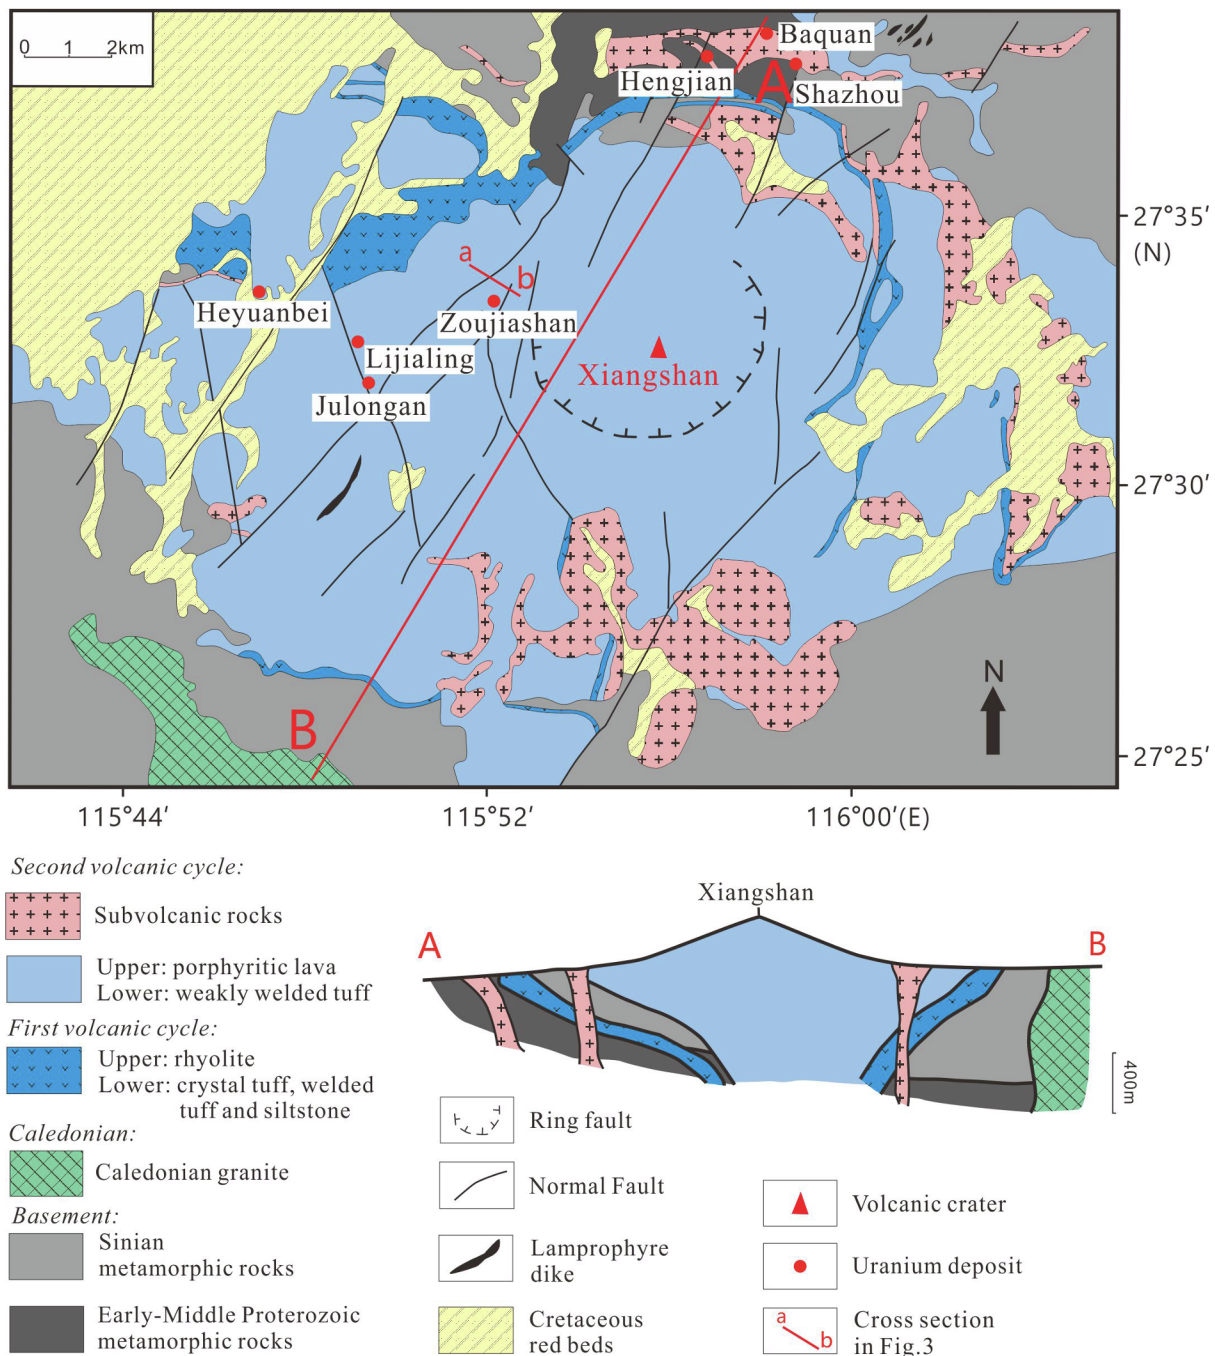 0 1 2km
Baquan
Hengjian
A
Shazhou
27°35′
(N)
a
b
Heyuanbei
Zoujiashan
Lijialing
Xiangshan
Julongan
27°30′
N
B
27°25′
115°44′
115°52′
116°00′(E)
Second volcanic cycle:
Subvolcanic rocks
Upper: porphyritic lava
Lower: weakly welded tuff
First volcanic cycle:
Upper: rhyolite
Lower: crystal tuff, welded
tuff and siltstone
Caledonian:
Caledonian granite
Basement:
Sinian
metamorphic rocks
Early-Middle Proterozoic
metamorphic rocks
Xiangshan
A
B
400m
Ring fault
Normal Fault
Lamprophyre
dike
Cretaceous
red beds
Volcanic crater
Uranium deposit
a
b
Cross section
in Fig.3